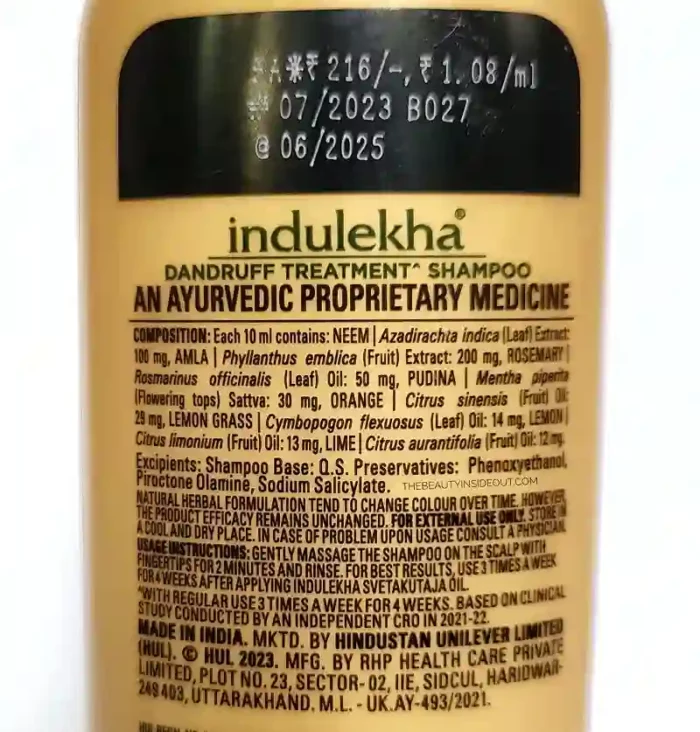 ₹ 216/-, ₹ 1.08/ml
07/2023 B027
@ 06/2025
indulekha®
DANDRUFF TREATMENT^ SHAMPOO
AN AYURVEDIC PROPRIETARY MEDICINE
COMPOSITION: Each 10 ml contains: NEEM | Azadirachta indica (Leaf) Extract:
100 mg, AMLA | Phyllanthus emblica (Fruit) Extract: 200 mg, ROSEMARY |
Rosmarinus officinalis (Leaf) Oil: 50 mg, PUDINA | Mentha piperita
(Flowering tops) Sattva: 30 mg, ORANGE | Citrus sinensis (Fruit) Oil:
29 mg, LEMON GRASS | Cymbopogon flexuosus (Leaf) Oil: 14 mg, LEMON |
Citrus limonium (Fruit) Oil: 13 mg, LIME | Citrus aurantifolia (Fruit) Oil: 12 mg.
Excipients: Shampoo Base: Q.S. Preservatives: Phenoxyethanol,
Piroctone Olamine, Sodium Salicylate. THEBEAUTYINSIDEOUT.COM
NATURAL HERBAL FORMULATION TEND TO CHANGE COLOUR OVER TIME. HOWEVER,
THE PRODUCT EFFICACY REMAINS UNCHANGED. FOR EXTERNAL USE ONLY. STORE IN
A COOL AND DRY PLACE. IN CASE OF PROBLEM UPON USAGE CONSULT A PHYSICIAN.
USAGE INSTRUCTIONS: GENTLY MASSAGE THE SHAMPOO ON THE SCALP WITH
FINGERTIPS FOR 2 MINUTES AND RINSE. FOR BEST RESULTS, USE 3 TIMES A WEEK
FOR 4 WEEKS AFTER APPLYING INDULEKHA SVETAKUTAJA OIL.
^WITH REGULAR USE 3 TIMES A WEEK FOR 4 WEEKS. BASED ON CLINICAL
STUDY CONDUCTED BY AN INDEPENDENT CRO IN 2021-22.
MADE IN INDIA. MKTD. BY HINDUSTAN UNILEVER LIMITED
(HUL). © HUL 2023. MFG. BY RHP HEALTH CARE PRIVATE
LIMITED, PLOT NO. 23, SECTOR- 02, IIE, SIDCUL, HARIDWAR-
249 403, UTTARAKHAND. M.L. - UK.AY-493/2021.